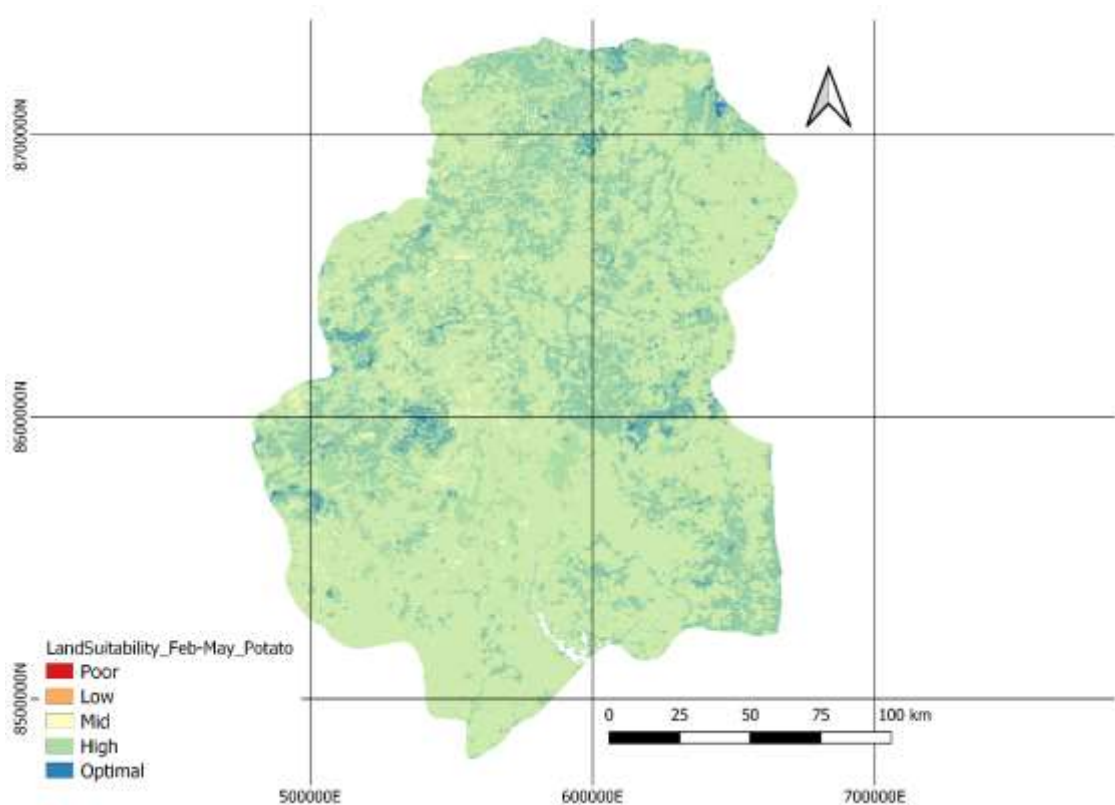 8700000N
8600000N
8500000N
LandSuitability_Feb-May_Potato
Poor
Low
Mid
High
Optimal
0 25 50 75 100 km
500000E 600000E 700000E